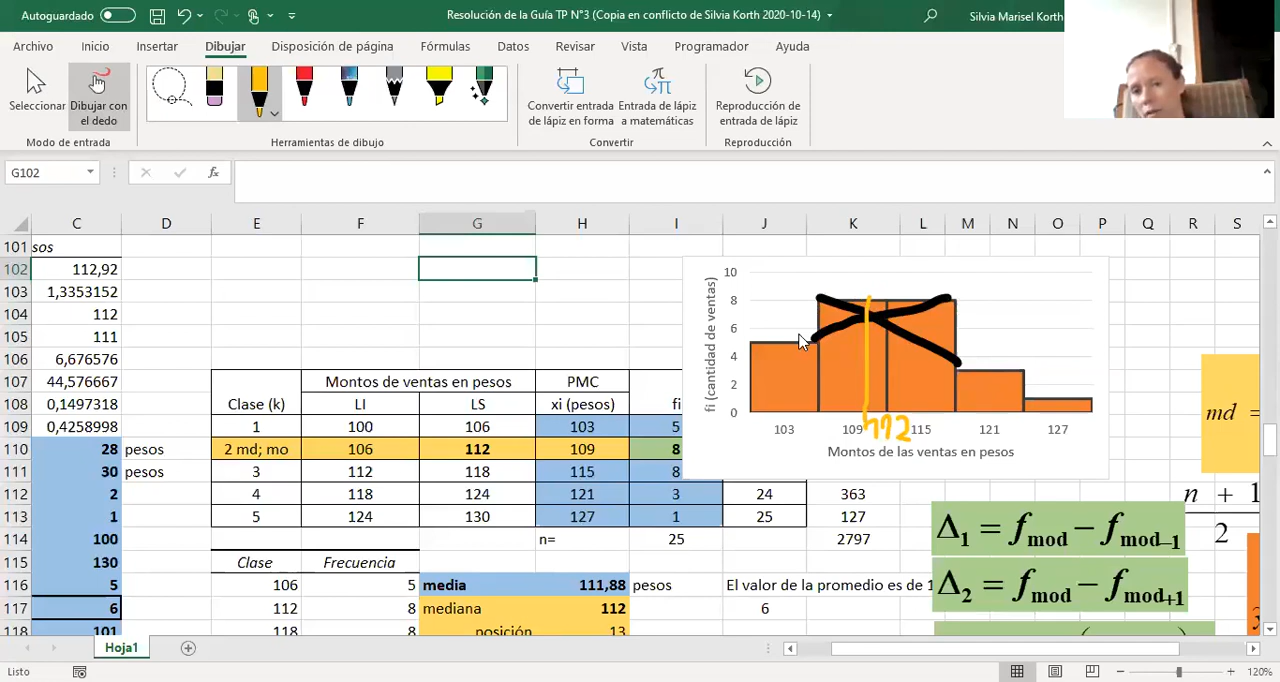 Autoguardado Resolución de la Guía TP N°3 (Copia en conflicto de Silvia Korth 2020-10-14) Silvia Marisel Korth
Archivo Inicio Insertar Dibujar Disposición de página Fórmulas Datos Revisar Vista Programador Ayuda
Seleccionar Dibujar con el dedo Convertir entrada de lápiz en forma Entrada de lápiz a matemáticas Reproducción de entrada de lápiz
Modo de entrada Herramientas de dibujo Convertir Reproducción
G102 fx
C D E F G H I J K L M N O P Q R S
101 sos
102 112,92
103 1,3353152
104 112
105 111
106 6,676576
107 44,576667 Montos de ventas en pesos PMC
108 0,1497318 Clase (k) LI LS xi (pesos) fi
109 0,4258998 1 100 106 103 5
110 28 pesos 2 md; mo 106 112 109 8
111 30 pesos 3 112 118 115 8
112 2 4 118 124 121 3 24 363
113 1 5 124 130 127 1 25 127
114 100 n= 25 2797
115 130 Clase Frecuencia
116 5 106 5 media 111,88 pesos El valor de la promedio es de 1
117 6 112 8 mediana 112 6
118 101 118 8 posición 13
fi (cantidad de ventas)
10
8
6
4
2
0
103 109 115 121 127
112
Montos de las ventas en pesos
md =
n + 1
2
Δ1 = fmod − fmod−1
Δ2 = fmod − fmod+1
Hoja1
Listo 120%